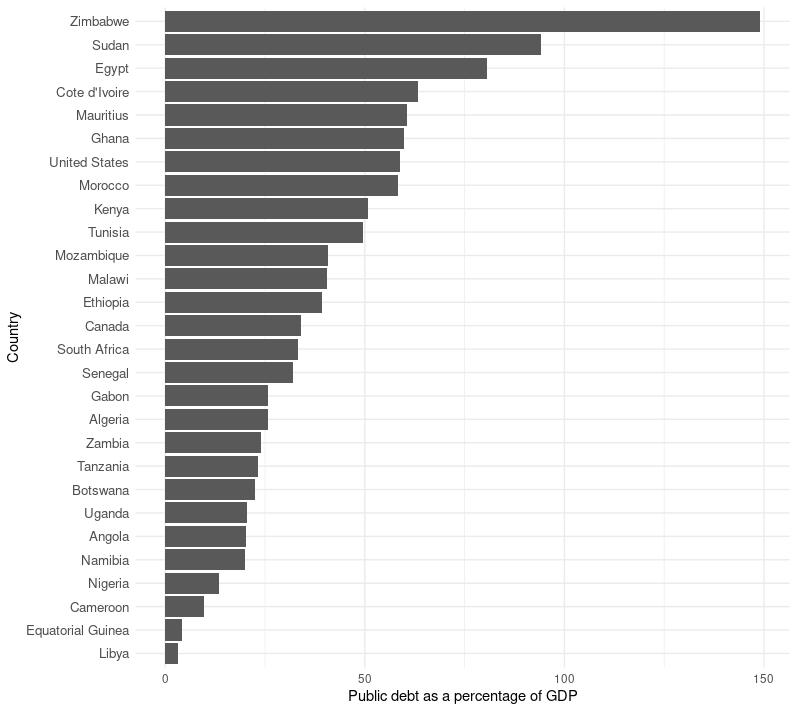 Zimbabwe
Sudan
Egypt
Cote d'Ivoire
Mauritius
Ghana
United States
Morocco
Kenya
Tunisia
Mozambique
Malawi
Ethiopia
Canada
South Africa
Senegal
Gabon
Algeria
Zambia
Tanzania
Botswana
Uganda
Angola
Namibia
Nigeria
Cameroon
Equatorial Guinea
Libya
Country
0 50 100 150
Public debt as a percentage of GDP